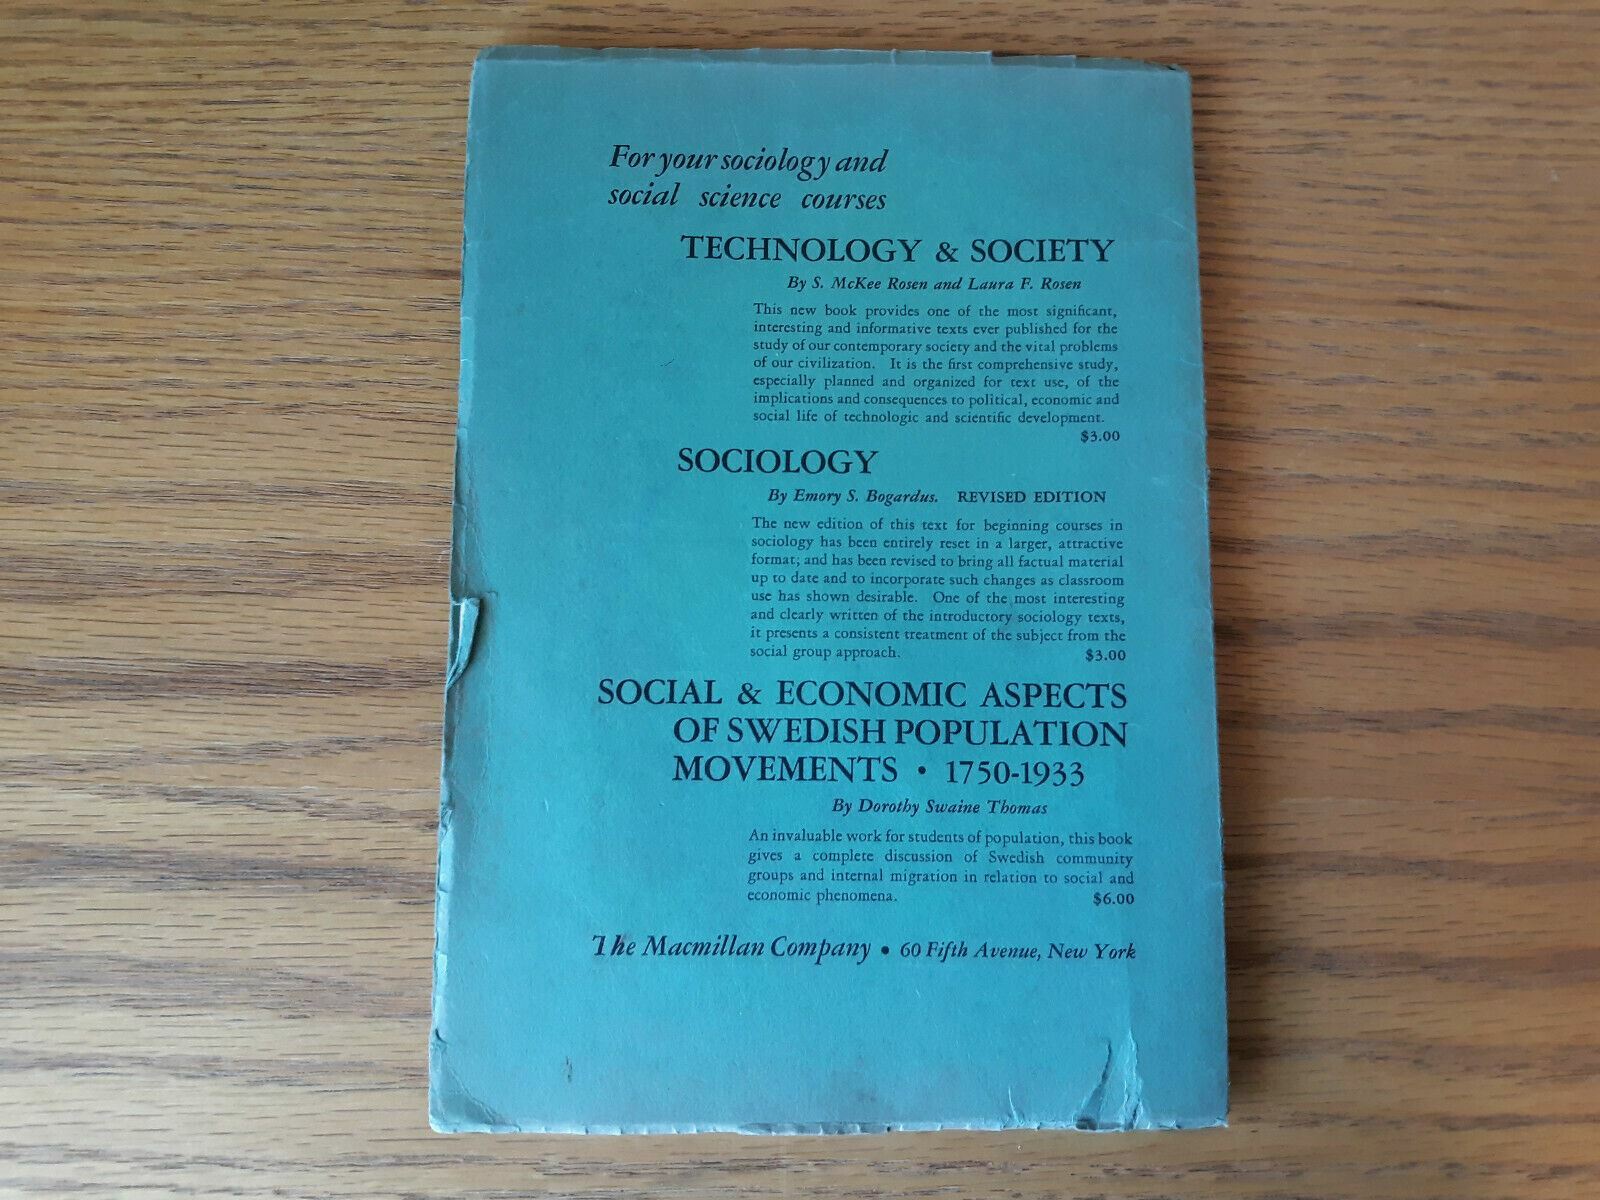 For your sociology and
social science courses
TECHNOLOGY & SOCIETY
By S. McKee Rosen and Laura F. Rosen
This new book provides one of the most significant,
interesting and informative texts ever published for the
study of our contemporary society and the vital problems
of our civilization. It is the first comprehensive study,
especially planned and organized for text use, of the
implications and consequences to political, economic and
social life of technologic and scientific development.
$3.00
SOCIOLOGY
By Emory S. Bogardus. REVISED EDITION
The new edition of this text for beginning courses in
sociology has been entirely reset in a larger, attractive
format; and has been revised to bring all factual material
up to date and to incorporate such changes as classroom
use has shown desirable. One of the most interesting
and clearly written of the introductory sociology texts,
it presents a consistent treatment of the subject from the
social group approach. $3.00
SOCIAL & ECONOMIC ASPECTS
OF SWEDISH POPULATION
MOVEMENTS • 1750-1933
By Dorothy Swaine Thomas
An invaluable work for students of population, this book
gives a complete discussion of Swedish community
groups and internal migration in relation to social and
economic phenomena. $6.00
The Macmillan Company • 60 Fifth Avenue, New York